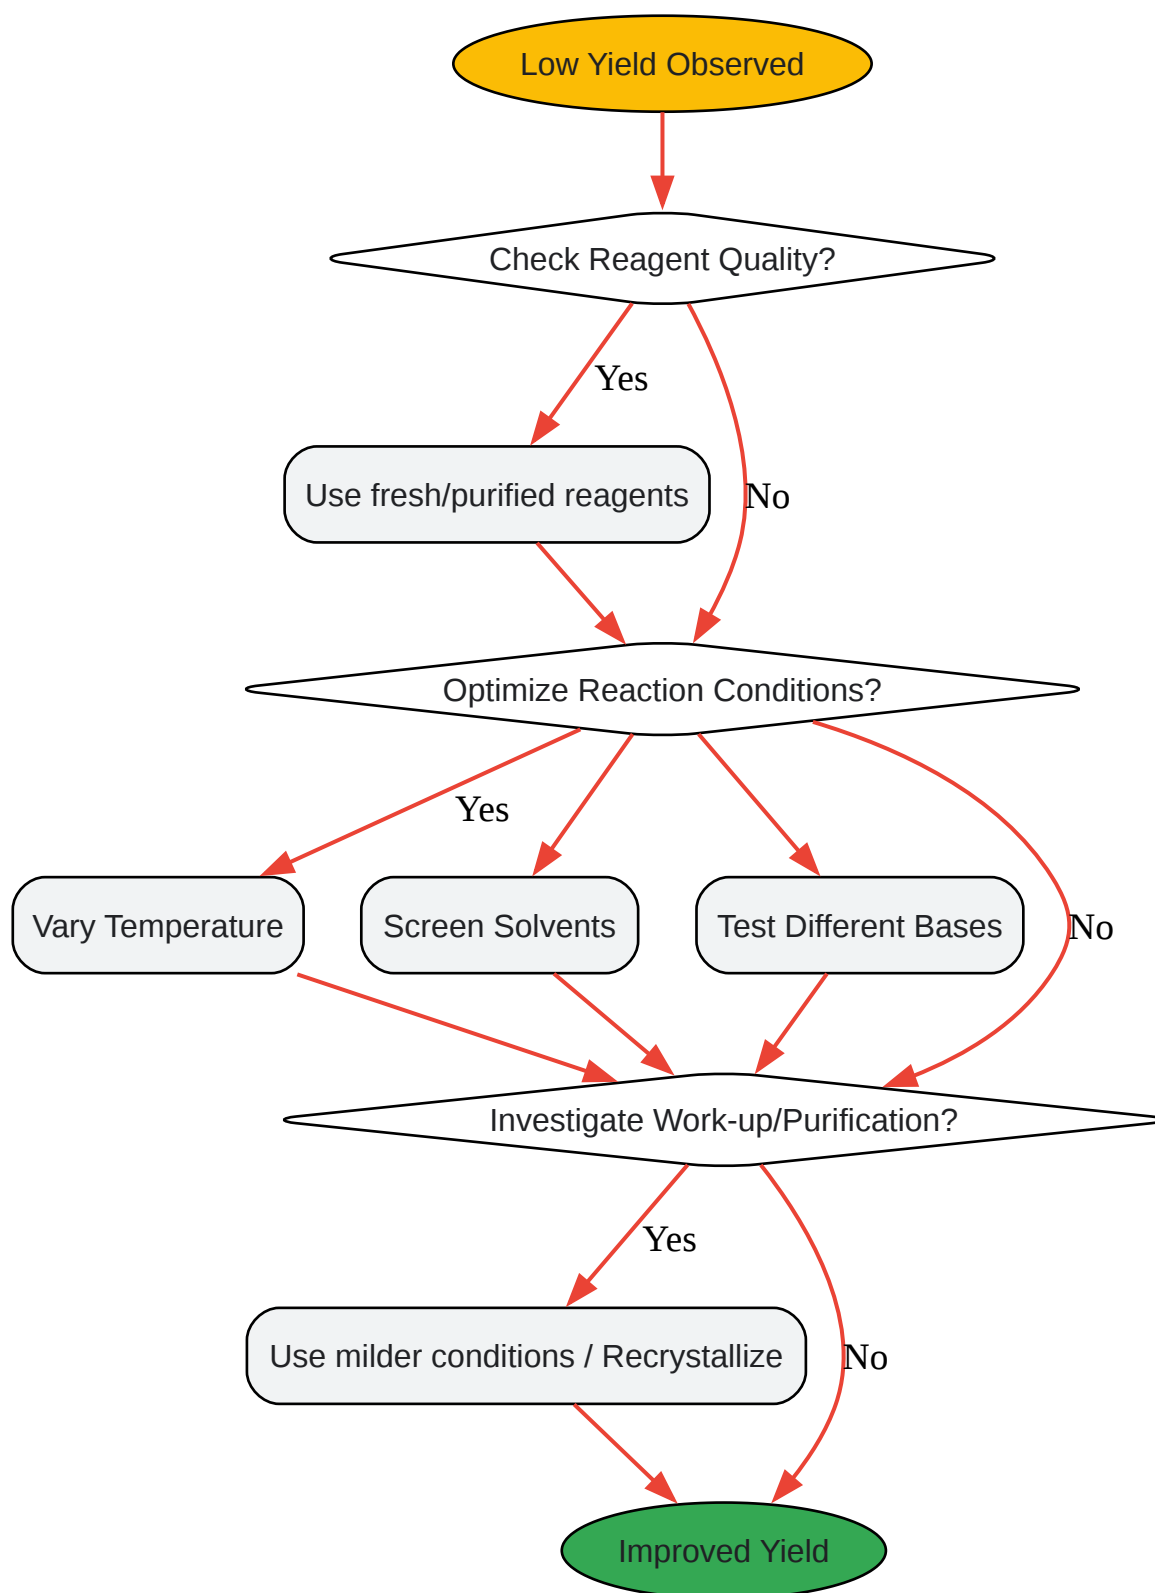 Low Yield Observed
Check Reagent Quality?
Yes
Use fresh/purified reagents
No
Optimize Reaction Conditions?
Yes
Vary Temperature
Screen Solvents
Test Different Bases
No
Investigate Work-up/Purification?
Yes
Use milder conditions / Recrystallize
No
Improved Yield